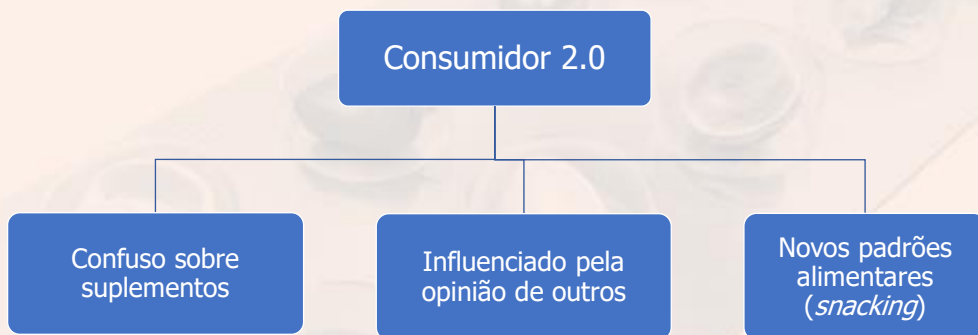 Consumidor 2.0
Confuso sobre
suplementos
Influenciado pela
opinião de outros
Novos padrões
alimentares
(snacking)